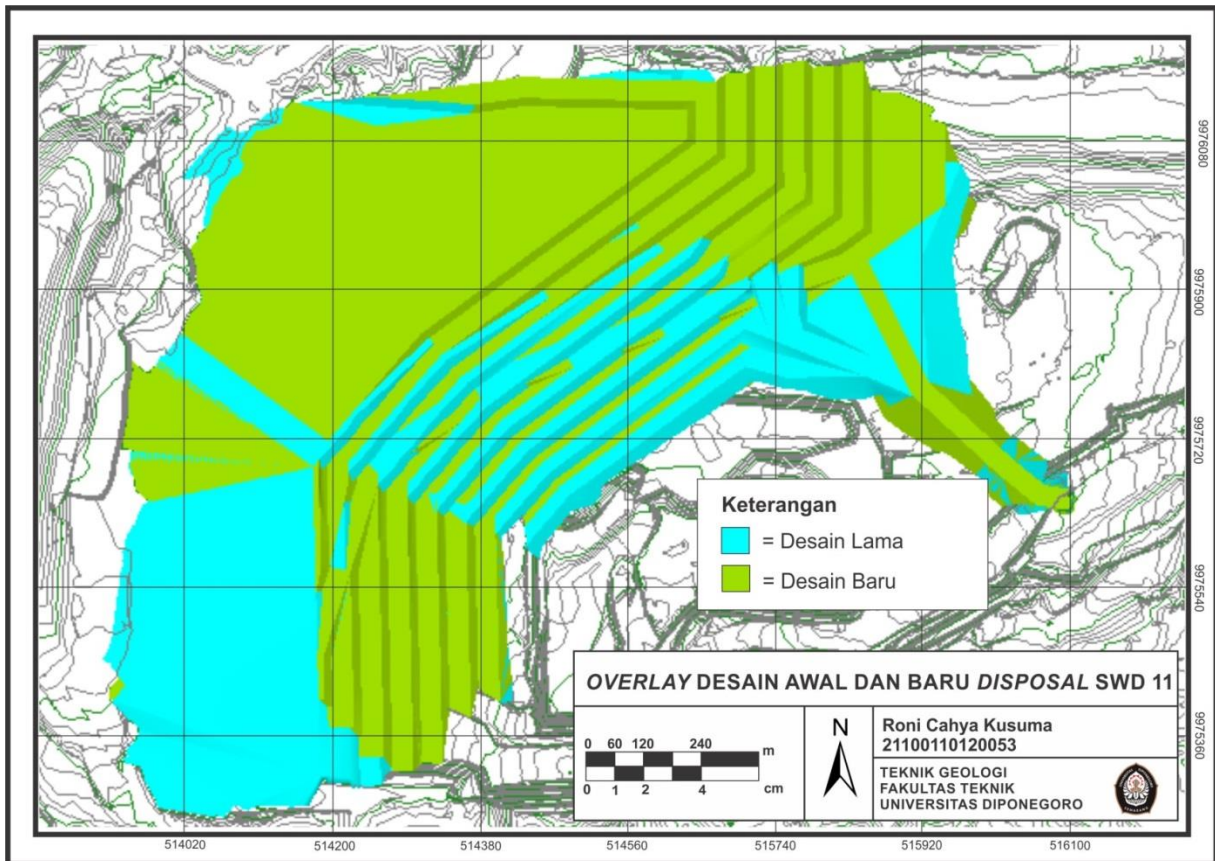 9976080
9975900
9975720
9975540
9975360
Keterangan
= Desain Lama
= Desain Baru
OVERLAY DESAIN AWAL DAN BARU DISPOSAL SWD 11
0 60 120 240 m
0 1 2 4 cm
N
Roni Cahya Kusuma
21100110120053
TEKNIK GEOLOGI
FAKULTAS TEKNIK
UNIVERSITAS DIPONEGORO
514020 514200 514380 514560 515740 515920 516100